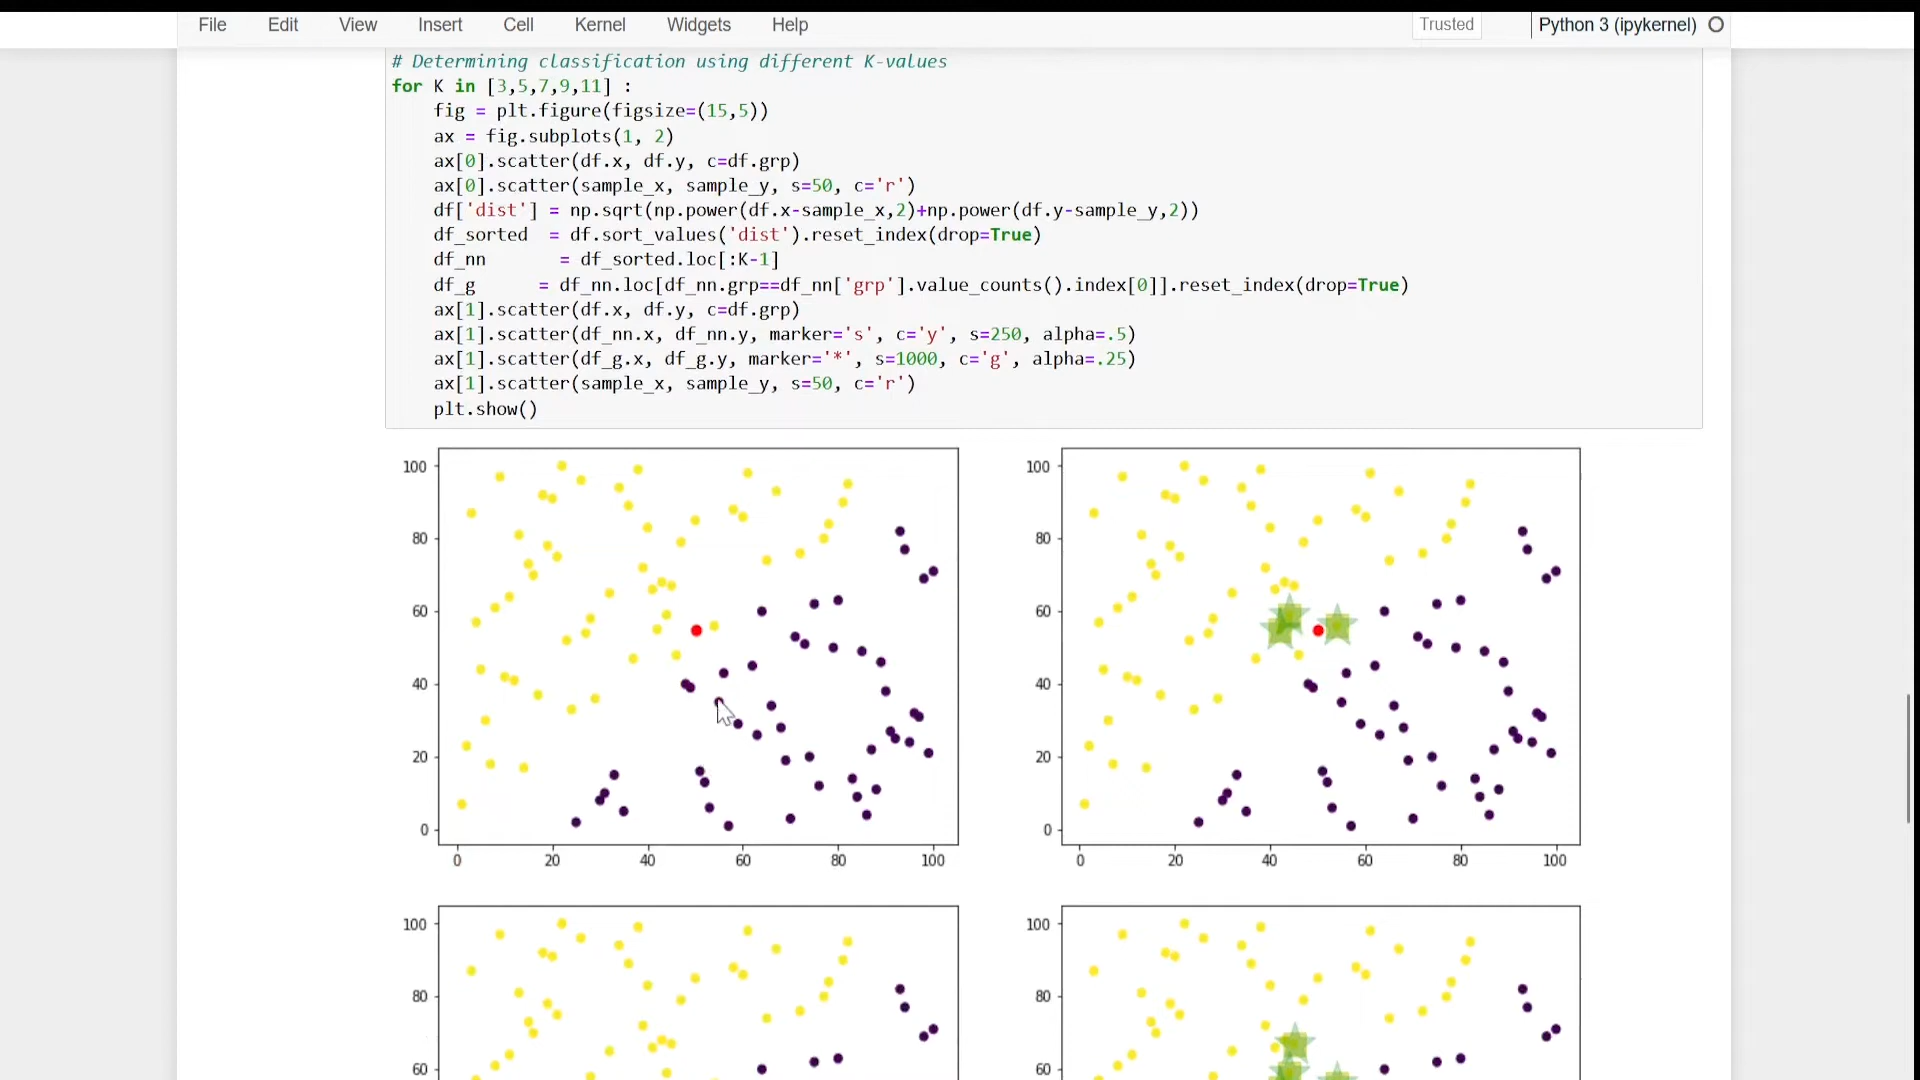 File Edit View Insert Cell Kernel Widgets Help Trusted Python 3 (ipykernel)
# Determining classification using different K-values
for K in [3,5,7,9,11] :
    fig = plt.figure(figsize=(15,5))
    ax = fig.subplots(1, 2)
    ax[0].scatter(df.x, df.y, c=df.grp)
    ax[0].scatter(sample_x, sample_y, s=50, c='r')
    df['dist'] = np.sqrt(np.power(df.x-sample_x,2)+np.power(df.y-sample_y,2))
    df_sorted  = df.sort_values('dist').reset_index(drop=True)
    df_nn       = df_sorted.loc[:K-1]
    df_g      = df_nn.loc[df_nn.grp==df_nn['grp'].value_counts().index[0]].reset_index(drop=True)
    ax[1].scatter(df.x, df.y, c=df.grp)
    ax[1].scatter(df_nn.x, df_nn.y, marker='s', c='y', s=250, alpha=.5)
    ax[1].scatter(df_g.x, df_g.y, marker='*', s=1000, c='g', alpha=.25)
    ax[1].scatter(sample_x, sample_y, s=50, c='r')
    plt.show()
100
80
60
40
20
0
0 20 40 60 80 100
100
80
60
40
20
0
0 20 40 60 80 100
100
80
60
100
80
60